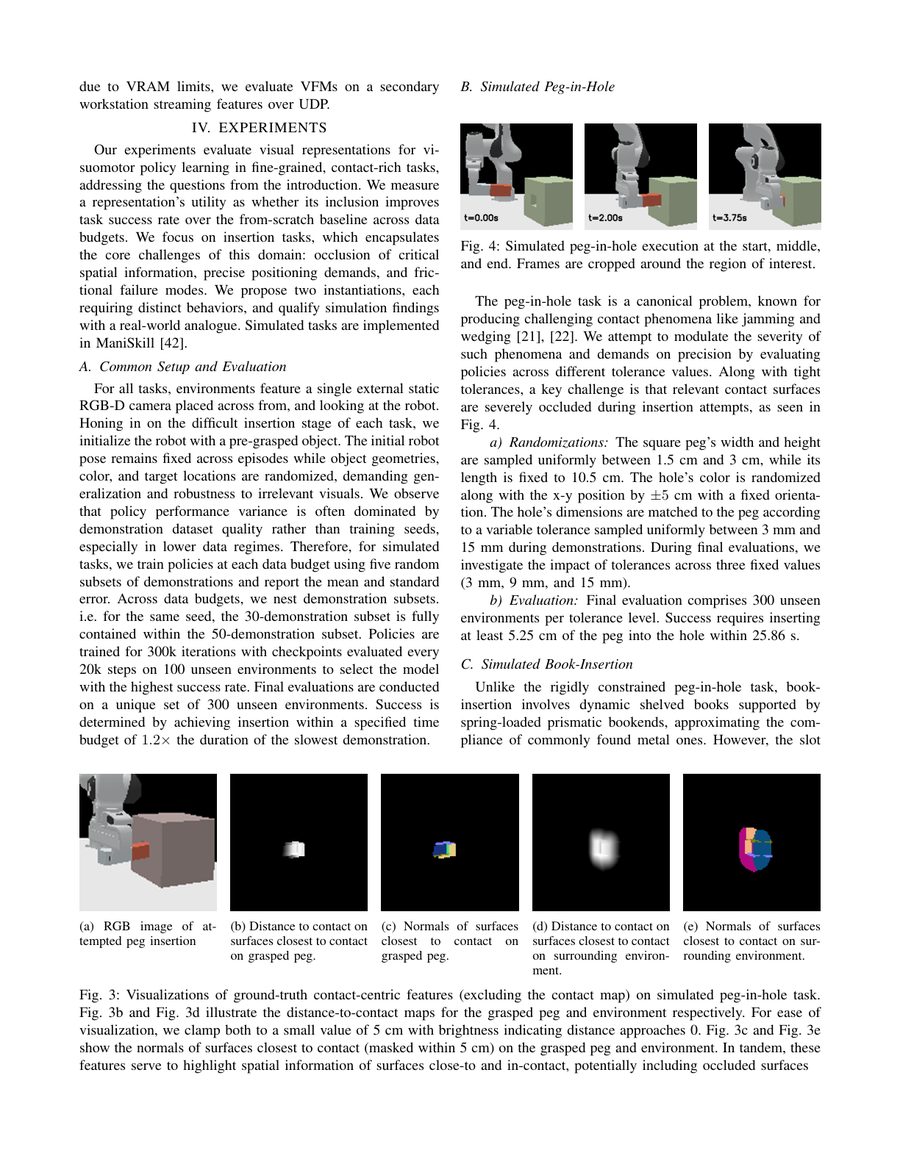 due to VRAM limits, we evaluate VFMs on a secondary
workstation streaming features over UDP.
IV. EXPERIMENTS
Our experiments evaluate visual representations for vi-
suomotor policy learning in fine-grained, contact-rich tasks,
addressing the questions from the introduction. We measure
a representation's utility as whether its inclusion improves
task success rate over the from-scratch baseline across data
budgets. We focus on insertion tasks, which encapsulates
the core challenges of this domain: occlusion of critical
spatial information, precise positioning demands, and fric-
tional failure modes. We propose two instantiations, each
requiring distinct behaviors, and qualify simulation findings
with a real-world analogue. Simulated tasks are implemented
in ManiSkill [42].
A. Common Setup and Evaluation
For all tasks, environments feature a single external static
RGB-D camera placed across from, and looking at the robot.
Honing in on the difficult insertion stage of each task, we
initialize the robot with a pre-grasped object. The initial robot
pose remains fixed across episodes while object geometries,
color, and target locations are randomized, demanding gen-
eralization and robustness to irrelevant visuals. We observe
that policy performance variance is often dominated by
demonstration dataset quality rather than training seeds,
especially in lower data regimes. Therefore, for simulated
tasks, we train policies at each data budget using five random
subsets of demonstrations and report the mean and standard
error. Across data budgets, we nest demonstration subsets.
i.e. for the same seed, the 30-demonstration subset is fully
contained within the 50-demonstration subset. Policies are
trained for 300k iterations with checkpoints evaluated every
20k steps on 100 unseen environments to select the model
with the highest success rate. Final evaluations are conducted
on a unique set of 300 unseen environments. Success is
determined by achieving insertion within a specified time
budget of 1.2× the duration of the slowest demonstration.
B. Simulated Peg-in-Hole
t=0.00s
t=2.00s
t=3.75s
Fig. 4: Simulated peg-in-hole execution at the start, middle,
and end. Frames are cropped around the region of interest.
The peg-in-hole task is a canonical problem, known for
producing challenging contact phenomena like jamming and
wedging [21], [22]. We attempt to modulate the severity of
such phenomena and demands on precision by evaluating
policies across different tolerance values. Along with tight
tolerances, a key challenge is that relevant contact surfaces
are severely occluded during insertion attempts, as seen in
Fig. 4.
a) Randomizations: The square peg's width and height
are sampled uniformly between 1.5 cm and 3 cm, while its
length is fixed to 10.5 cm. The hole's color is randomized
along with the x-y position by ±5 cm with a fixed orienta-
tion. The hole's dimensions are matched to the peg according
to a variable tolerance sampled uniformly between 3 mm and
15 mm during demonstrations. During final evaluations, we
investigate the impact of tolerances across three fixed values
(3 mm, 9 mm, and 15 mm).
b) Evaluation: Final evaluation comprises 300 unseen
environments per tolerance level. Success requires inserting
at least 5.25 cm of the peg into the hole within 25.86 s.
C. Simulated Book-Insertion
Unlike the rigidly constrained peg-in-hole task, book-
insertion involves dynamic shelved books supported by
spring-loaded prismatic bookends, approximating the com-
pliance of commonly found metal ones. However, the slot
(a) RGB image of at-
tempted peg insertion
(b) Distance to contact on
surfaces closest to contact
on grasped peg.
(c) Normals of surfaces
closest to contact on
grasped peg.
(d) Distance to contact on
surfaces closest to contact
on surrounding environ-
ment.
(e) Normals of surfaces
closest to contact on sur-
rounding environment.
Fig. 3: Visualizations of ground-truth contact-centric features (excluding the contact map) on simulated peg-in-hole task.
Fig. 3b and Fig. 3d illustrate the distance-to-contact maps for the grasped peg and environment respectively. For ease of
visualization, we clamp both to a small value of 5 cm with brightness indicating distance approaches 0. Fig. 3c and Fig. 3e
show the normals of surfaces closest to contact (masked within 5 cm) on the grasped peg and environment. In tandem, these
features serve to highlight spatial information of surfaces close-to and in-contact, potentially including occluded surfaces